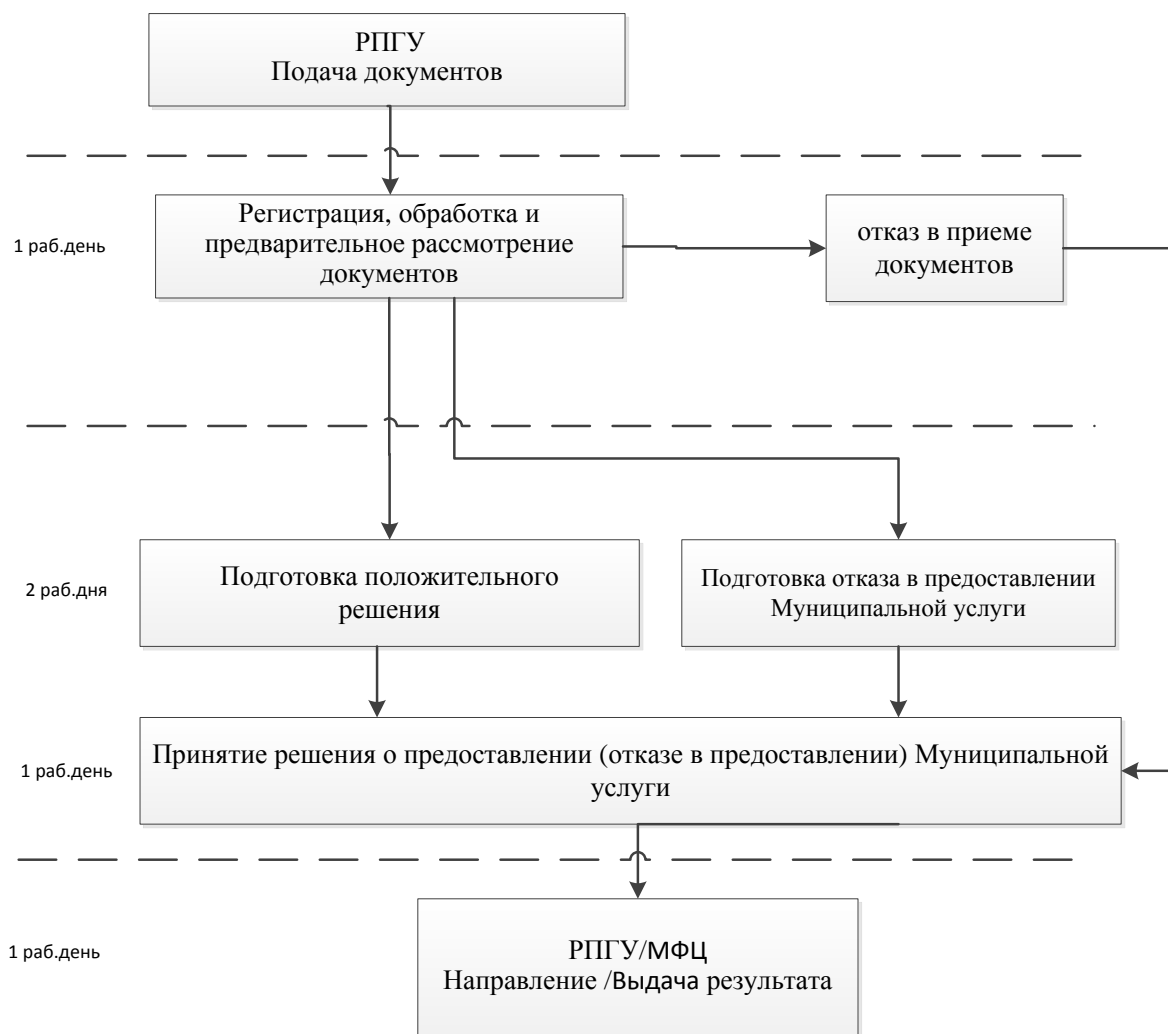 РПГУ
Подача документов
1 раб.день
Регистрация, обработка и
предварительное рассмотрение
документов
отказ в приеме
документов
2 раб.дня
Подготовка положительного
решения
Подготовка отказа в предоставлении
Муниципальной услуги
1 раб.день
Принятие решения о предоставлении (отказе в предоставлении) Муниципальной
услуги
1 раб.день
РПГУ/МФЦ
Направление /Выдача результата